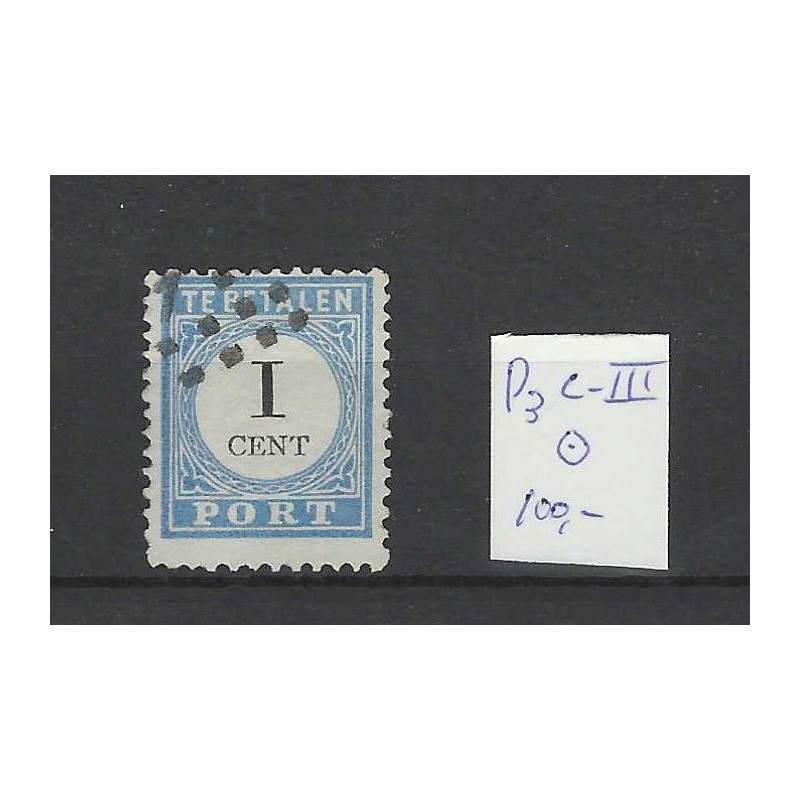 TE BETALEN
I
CENT
PORT
P3 C-III
100,-